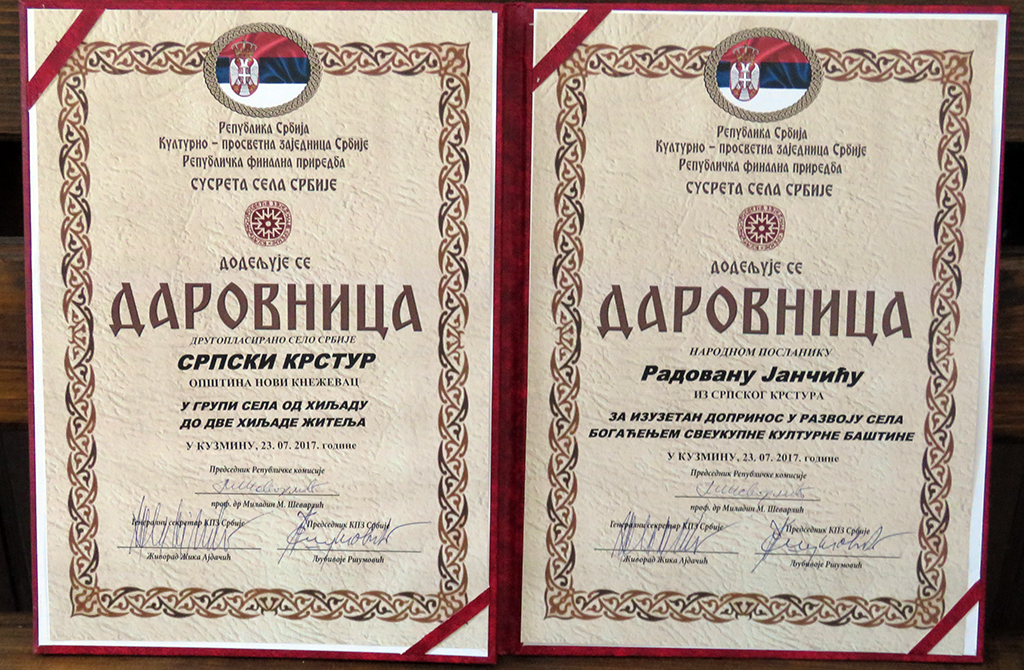 Република Србија
Културно – просветна заједница Србије
Републичка финална приредба
СУСРЕТА СЕЛА СРБИЈЕ
ДОДЕЉУЈЕ СЕ
ДАРОВНИЦА
ДРУГОПЛАСИРАНО СЕЛО СРБИЈЕ
СРПСКИ КРСТУР
ОПШТИНА НОВИ КНЕЖЕВАЦ
У ГРУПИ СЕЛА ОД ХИЉАДУ
ДО ДВЕ ХИЉАДЕ ЖИТЕЉА
У КУЗМИНУ, 23. 07. 2017. године
Председник Републичке комисије
проф. др Миладин М. Шеварлић
Генерални секретар КПЗ Србије
Председник КПЗ Србије
Живорад Жика Ајдачић
Љубивоје Ршумовић
Република Србија
Културно – просветна заједница Србије
Републичка финална приредба
СУСРЕТА СЕЛА СРБИЈЕ
ДОДЕЉУЈЕ СЕ
ДАРОВНИЦА
НАРОДНОМ ПОСЛАНИКУ
Радовану Јанчићу
ИЗ СРПСКОГ КРСТУРА
ЗА ИЗУЗЕТАН ДОПРИНОС У РАЗВОЈУ СЕЛА
БОГАЋЕЊЕМ СВЕУКУПНЕ КУЛТУРНЕ БАШТИНЕ
У КУЗМИНУ, 23. 07. 2017. године
Председник Републичке комисије
проф. др Миладин М. Шеварлић
Генерални секретар КПЗ Србије
Председник КПЗ Србије
Живорад Жика Ајдачић
Љубивоје Ршумовић